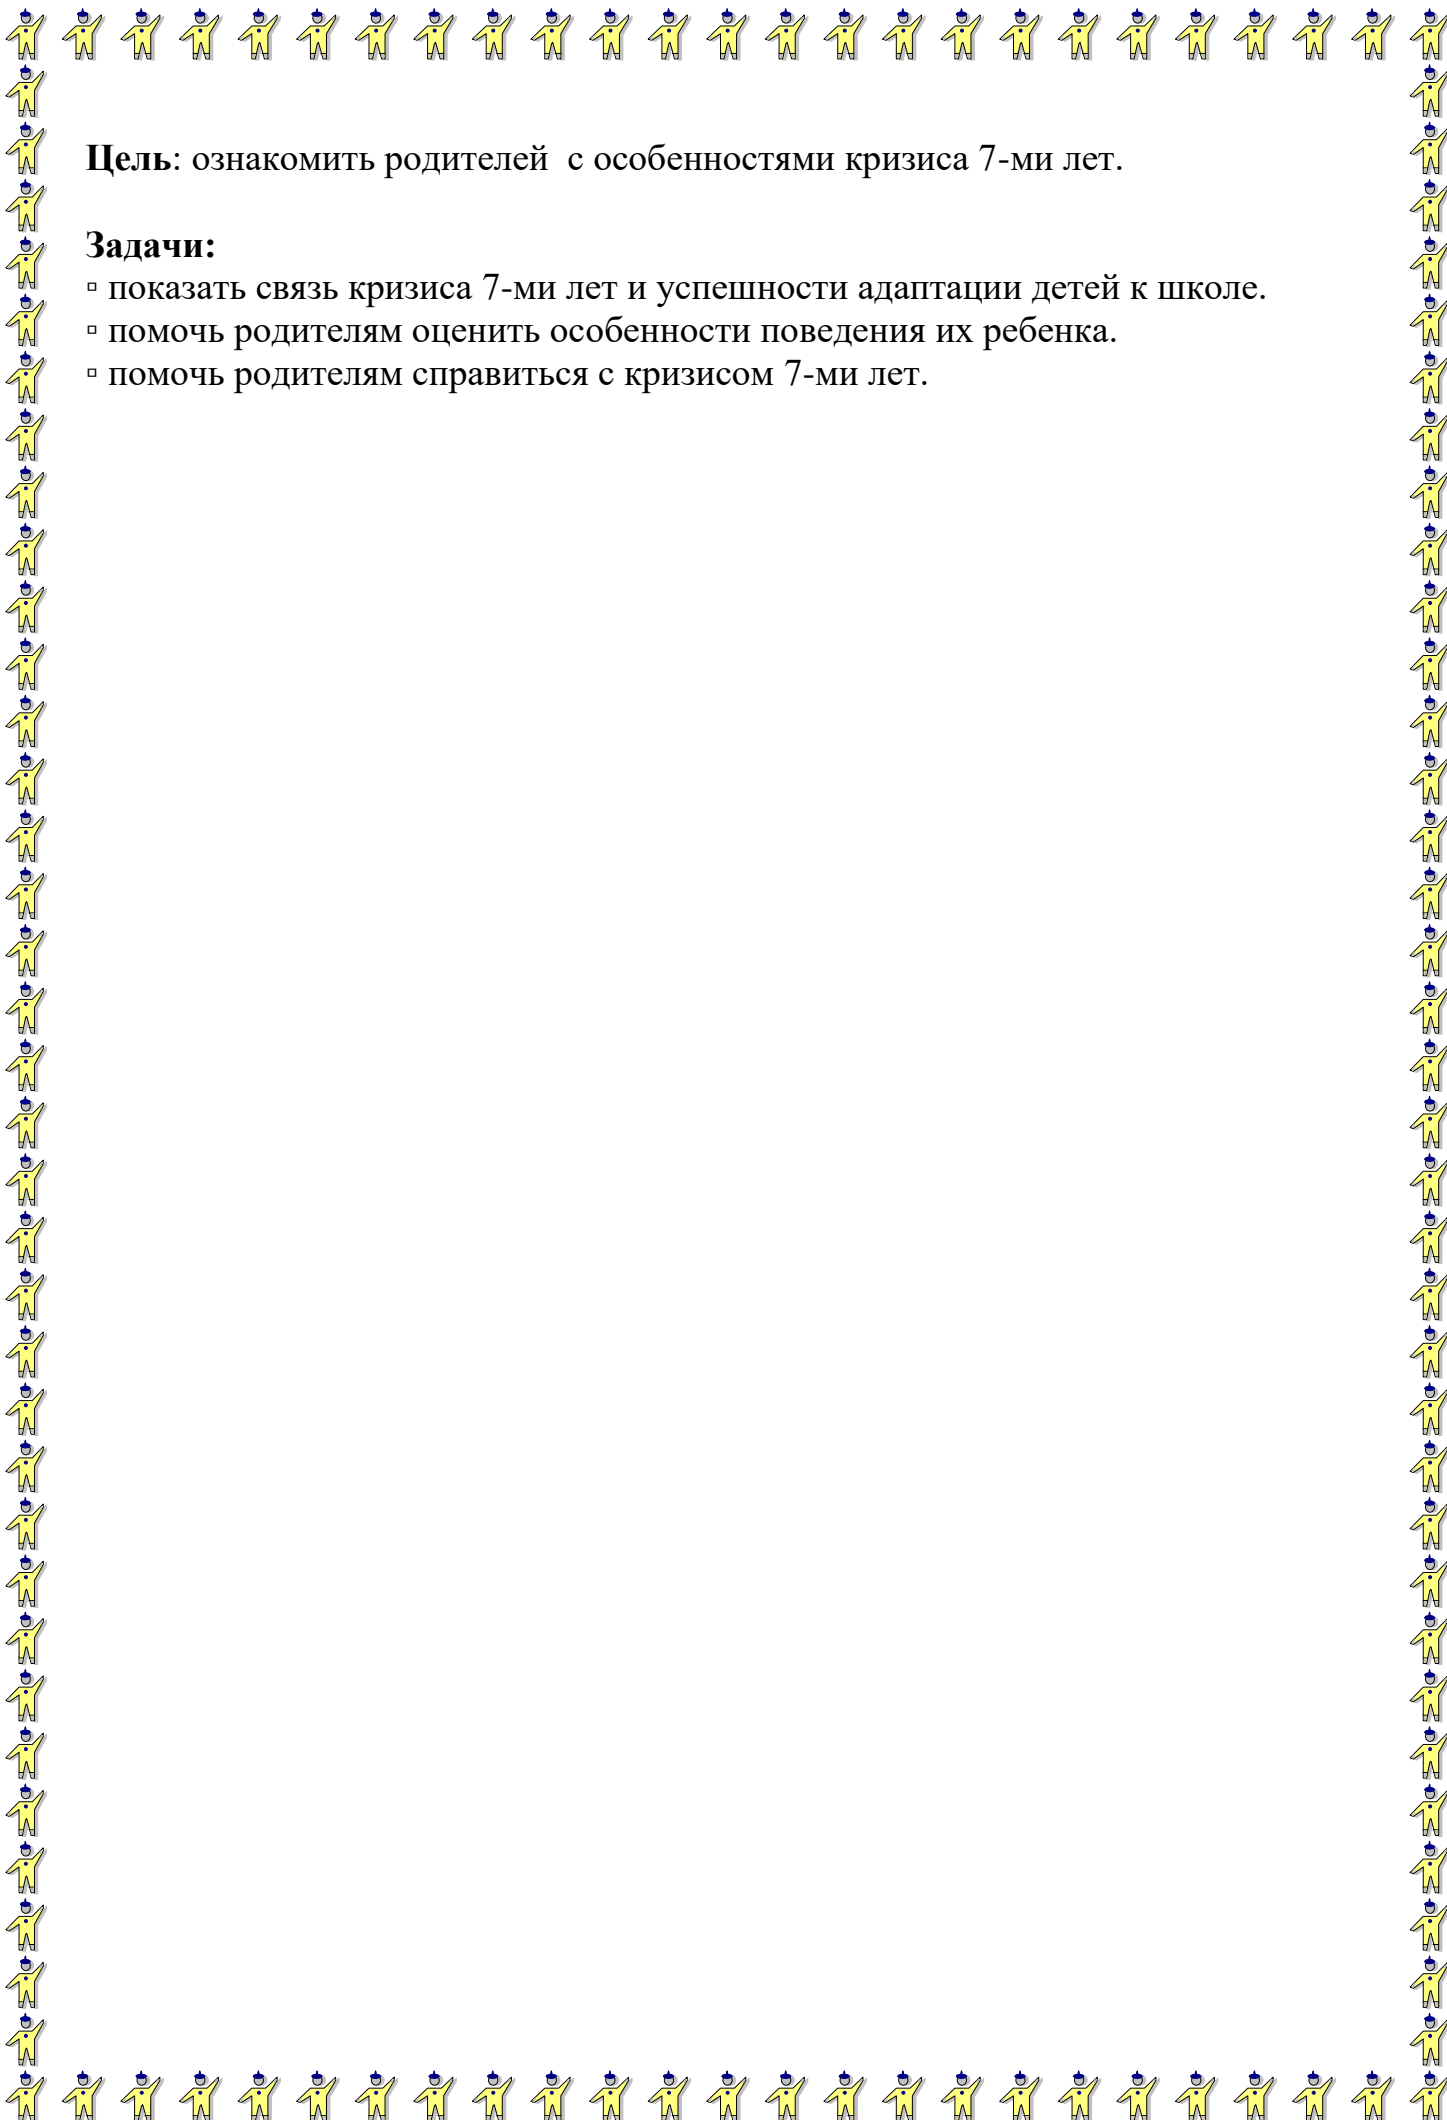 Цель: ознакомить родителей  с особенностями кризиса 7-ми лет.
Задачи:
▫ показать связь кризиса 7-ми лет и успешности адаптации детей к школе.
▫ помочь родителям оценить особенности поведения их ребенка.
▫ помочь родителям справиться с кризисом 7-ми лет.